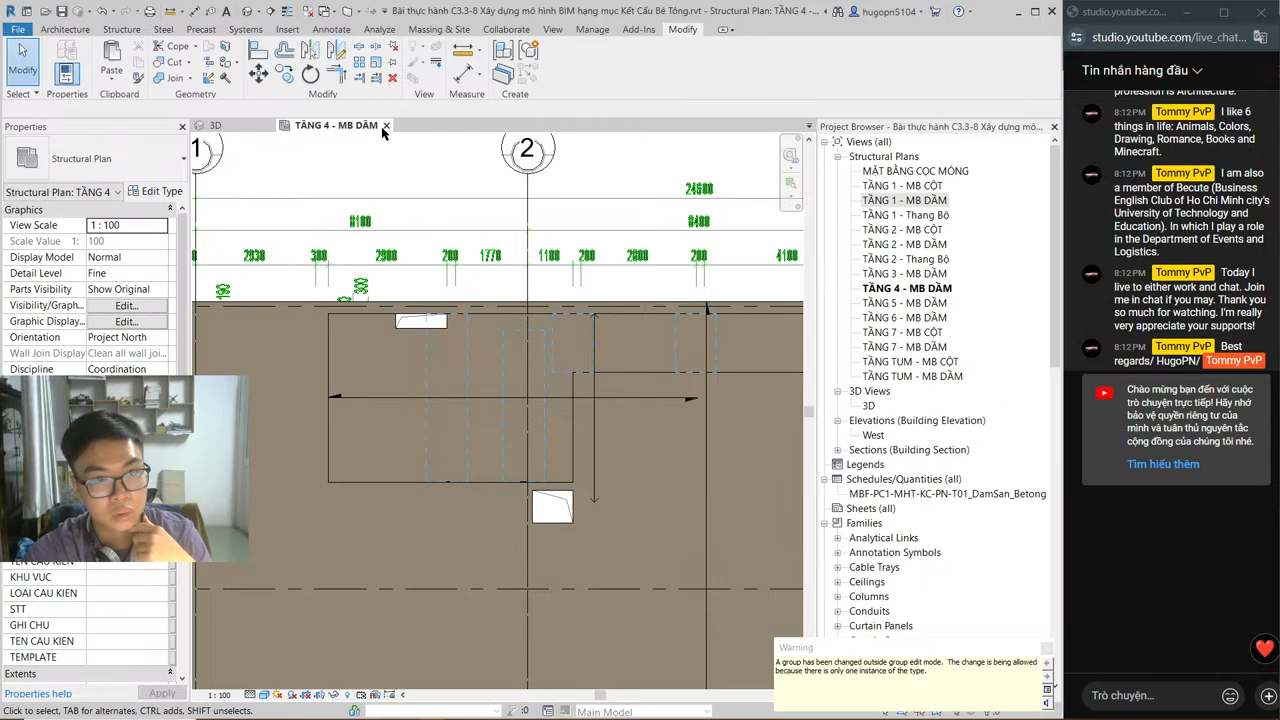 Bài thực hành C3.3-8 Xây dựng mô hình BIM hạng mục Kết Cấu Bê Tông.rvt - TẦNG 4 - MB DẦM - ...
hugopn5104
File Architecture Structure Steel Precast Systems Insert Annotate Analyze Massing & Site Collaborate View Manage Add-Ins Modify
Modify Paste Cope Cut Join
Select Properties Clipboard Geometry Modify View Measure Create
Properties
3D
TẦNG 4 - MB DẦM
Structural Plan
Structural Plan: TẦNG 4
Edit Type
Graphics
View Scale 1 : 100
Scale Value 1: 100
Display Model Normal
Detail Level Fine
Parts Visibility Show Original
Visibility/Graph... Edit...
Graphic Display... Edit...
Orientation Project North
Wall Join Display Clean all wall joi...
Discipline Coordination
TEN CAU KIEN
KHU VUC
LOAI CAU KIEN
STT
GHI CHU
TEN CAU KIEN
TEMPLATE
Extents
Properties help
Apply
1 2
24500
8100 8400
2930 300 2900 200 1770 1100 200 2800 200 4100
Project Browser - Bài thực hành C3.3-8 Xây dựng mô...
Views (all)
Structural Plans
MẶT BẰNG CỌC MÓNG
TẦNG 1 - MB CỘT
TẦNG 1 - MB DẦM
TẦNG 1 - Thang Bộ
TẦNG 2 - MB CỘT
TẦNG 2 - MB DẦM
TẦNG 2 - Thang Bộ
TẦNG 3 - MB DẦM
TẦNG 4 - MB DẦM
TẦNG 5 - MB DẦM
TẦNG 6 - MB DẦM
TẦNG 7 - MB CỘT
TẦNG 7 - MB DẦM
TẦNG TUM - MB CỘT
TẦNG TUM - MB DẦM
3D Views
3D
Elevations (Building Elevation)
West
Sections (Building Section)
Legends
Schedules/Quantities (all)
MBF-PC1-MHT-KC-PN-T01_DamSan_Betong
Sheets (all)
Families
Analytical Links
Annotation Symbols
Cable Trays
Ceilings
Columns
Conduits
Curtain Panels
Warning
A group has been changed outside group edit mode. The change is being allowed
because there is only one instance of the type.
1 : 100
Click to select, TAB for alternates, CTRL adds, SHIFT unselects.
:0
Main Model
studio.youtube.co...
studio.youtube.com/live_chat...
Tin nhắn hàng đầu
profession is Architecture.
8:12 PM Tommy PvP I like 6
things in life: Animals, Colors,
Drawing, Romance, Books and
Minecraft.
8:12 PM Tommy PvP I am also
a member of Becute (Business
English Club of Ho Chi Minh city's
University of Technology and
Education). In which I play a role
in the Department of Events and
Logistics.
8:12 PM Tommy PvP Today I
live to either work and chat. Join
me in chat if you may. Thank you
so much for watching. I'm really
very appreciate your supports!
8:12 PM Tommy PvP Best
regards/ HugoPN/ Tommy PvP
Chào mừng bạn đến với cuộc
trò chuyện trực tiếp! Hãy nhớ
bảo vệ quyền riêng tư của
mình và tuân thủ nguyên tắc
cộng đồng của chúng tôi nhé.
Tìm hiểu thêm
Trò chuyện...